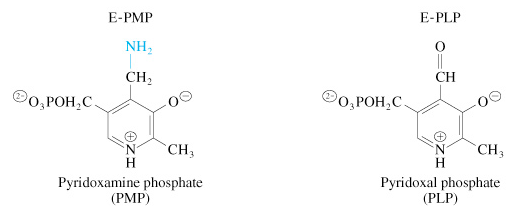 E-PMP
NH₂
CH₂
²⁻O₃POH₂C
O⁻
⊕
N
H
CH₃
Pyridoxamine phosphate
(PMP)
E-PLP
O
CH
²⁻O₃POH₂C
O⁻
⊕
N
H
CH₃
Pyridoxal phosphate
(PLP)